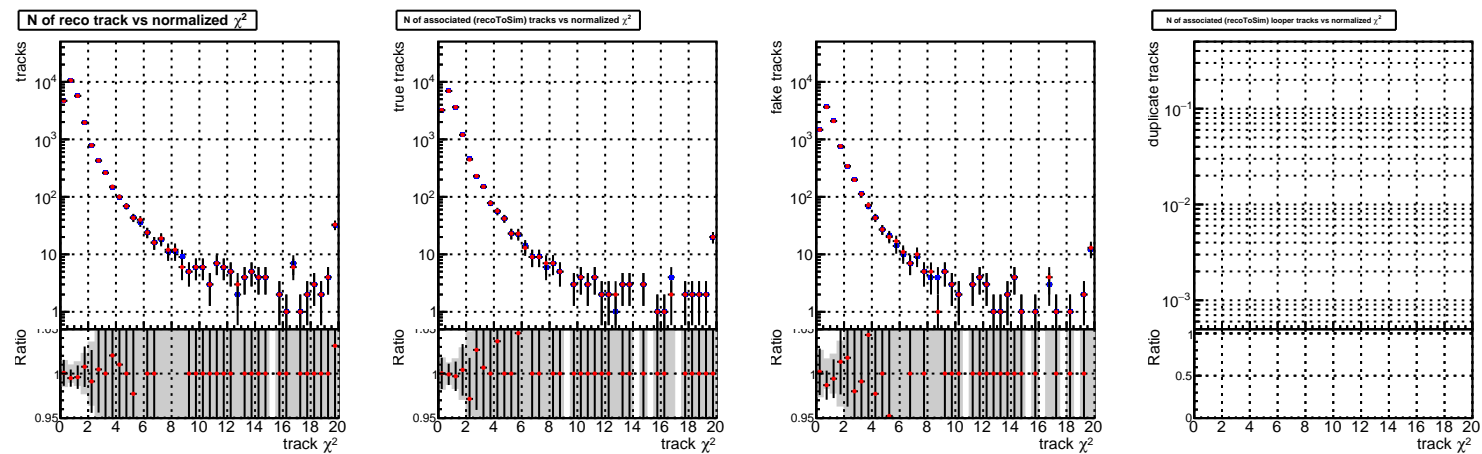 N of reco track vs normalized χ²
tracks
10⁴
10³
10²
10
1
Ratio
1
0.95
0 2 4 6 8 10 12 14 16 18 20
track χ²
N of associated (recoToSim) tracks vs normalized χ²
true tracks
10⁴
10³
10²
10
1
Ratio
1
0.95
0 2 4 6 8 10 12 14 16 18 20
track χ²
fake tracks
10⁴
10³
10²
10
1
Ratio
1
0.95
0 2 4 6 8 10 12 14 16 18 20
track χ²
N of associated (recoToSim) looper tracks vs normalized χ²
duplicate tracks
10⁻¹
10⁻²
10⁻³
Ratio
1
0.5
0
0 2 4 6 8 10 12 14 16 18 20
track χ²